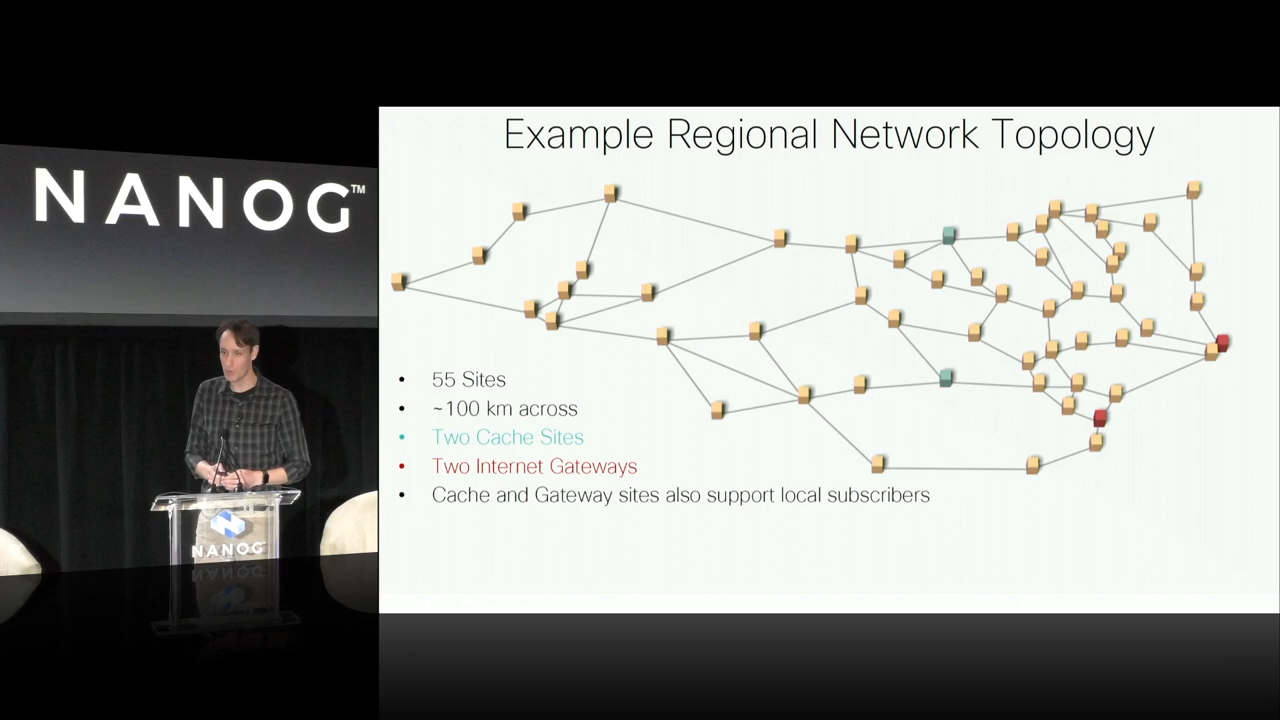 NANOG™
Example Regional Network Topology
• 55 Sites
• ~100 km across
• Two Cache Sites
• Two Internet Gateways
• Cache and Gateway sites also support local subscribers
NANOG
NANOG